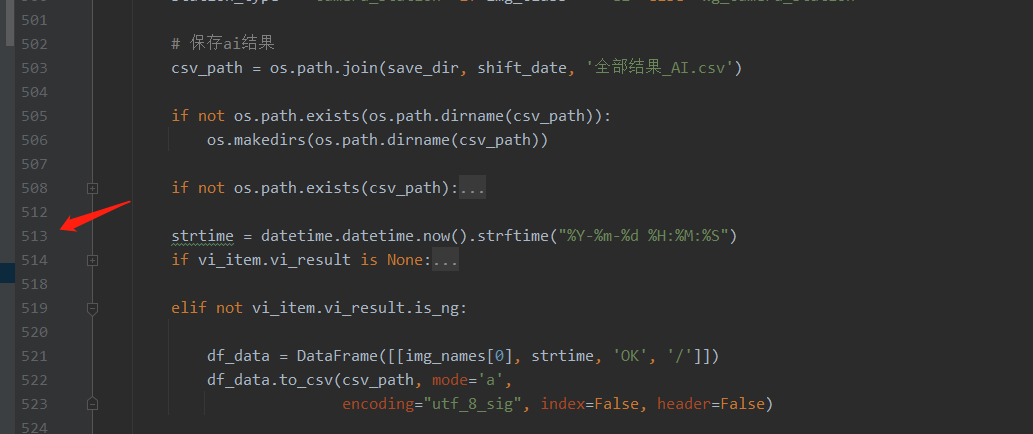 501
502 # 保存ai结果
503 csv_path = os.path.join(save_dir, shift_date, '全部结果_AI.csv')
504
505 if not os.path.exists(os.path.dirname(csv_path)):
506 os.makedirs(os.path.dirname(csv_path))
507
508 if not os.path.exists(csv_path):...
512
513 strtime = datetime.datetime.now().strftime("%Y-%m-%d %H:%M:%S")
514 if vi_item.vi_result is None:...
518
519 elif not vi_item.vi_result.is_ng:
520
521 df_data = DataFrame([[img_names[0], strtime, 'OK', '/']])
522 df_data.to_csv(csv_path, mode='a',
523 encoding="utf_8_sig", index=False, header=False)
524